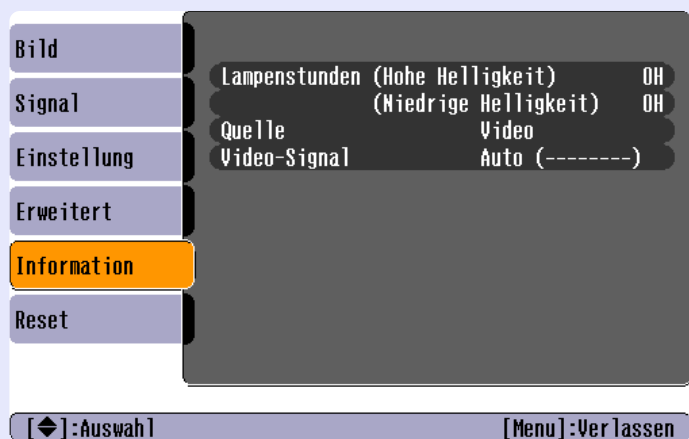 Bild
Signal
Einstellung
Erweitert
Information
Reset
Lampenstunden (Hohe Helligkeit) 0H
(Niedrige Helligkeit) 0H
Quelle Video
Video-Signal Auto (--------)
[◆]:Auswahl [Menu]:Verlassen